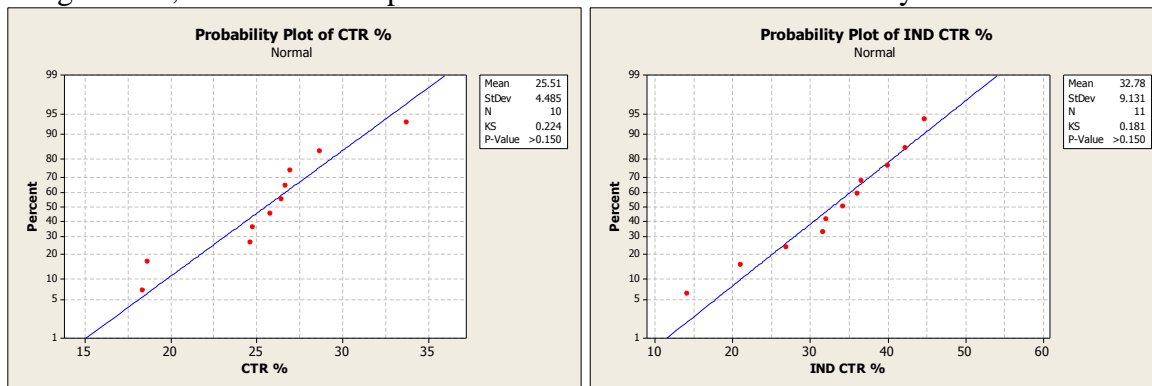 Probability Plot of CTR %
Normal
99
95
90
80
70
60
50
40
30
20
10
5
1
Percent
15 20 25 30 35
CTR %
Mean 25.51
StDev 4.485
N 10
KS 0.224
P-Value >0.150
Probability Plot of IND CTR %
Normal
99
95
90
80
70
60
50
40
30
20
10
5
1
Percent
10 20 30 40 50 60
IND CTR %
Mean 32.78
StDev 9.131
N 11
KS 0.181
P-Value >0.150